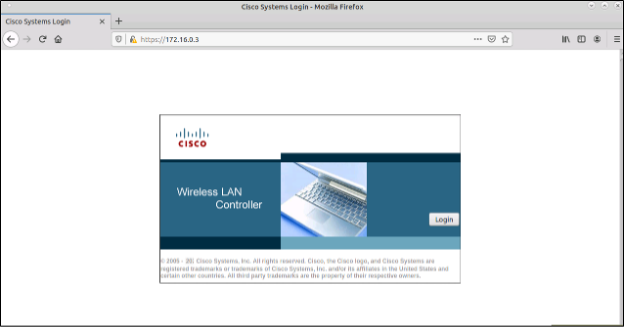 Cisco Systems Login - Mozilla Firefox
Cisco Systems Login
https://172.16.0.3
CISCO
Wireless LAN
Controller
Login
© 2005 - Cisco Systems, Inc. All rights reserved. Cisco, the Cisco logo, and Cisco Systems are
registered trademarks or trademarks of Cisco Systems, Inc. and/or its affiliates in the United States and
certain other countries. All third party trademarks are the property of their respective owners.